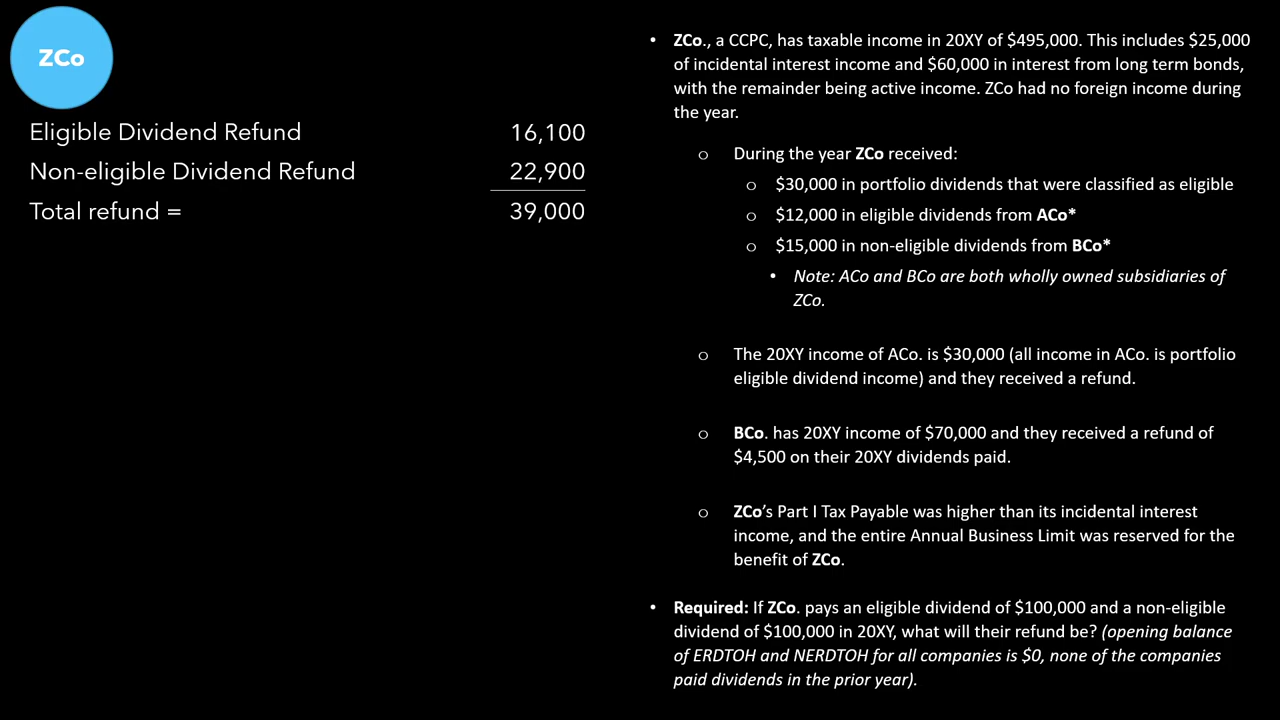 ZCo
Eligible Dividend Refund 16,100
Non-eligible Dividend Refund 22,900
Total refund = 39,000
• ZCo., a CCPC, has taxable income in 20XY of $495,000. This includes $25,000
of incidental interest income and $60,000 in interest from long term bonds,
with the remainder being active income. ZCo had no foreign income during
the year.
o During the year ZCo received:
o $30,000 in portfolio dividends that were classified as eligible
o $12,000 in eligible dividends from ACo*
o $15,000 in non-eligible dividends from BCo*
• Note: ACo and BCo are both wholly owned subsidiaries of
ZCo.
o The 20XY income of ACo. is $30,000 (all income in ACo. is portfolio
eligible dividend income) and they received a refund.
o BCo. has 20XY income of $70,000 and they received a refund of
$4,500 on their 20XY dividends paid.
o ZCo’s Part I Tax Payable was higher than its incidental interest
income, and the entire Annual Business Limit was reserved for the
benefit of ZCo.
• Required: If ZCo. pays an eligible dividend of $100,000 and a non-eligible
dividend of $100,000 in 20XY, what will their refund be? (opening balance
of ERDTOH and NERDTOH for all companies is $0, none of the companies
paid dividends in the prior year).